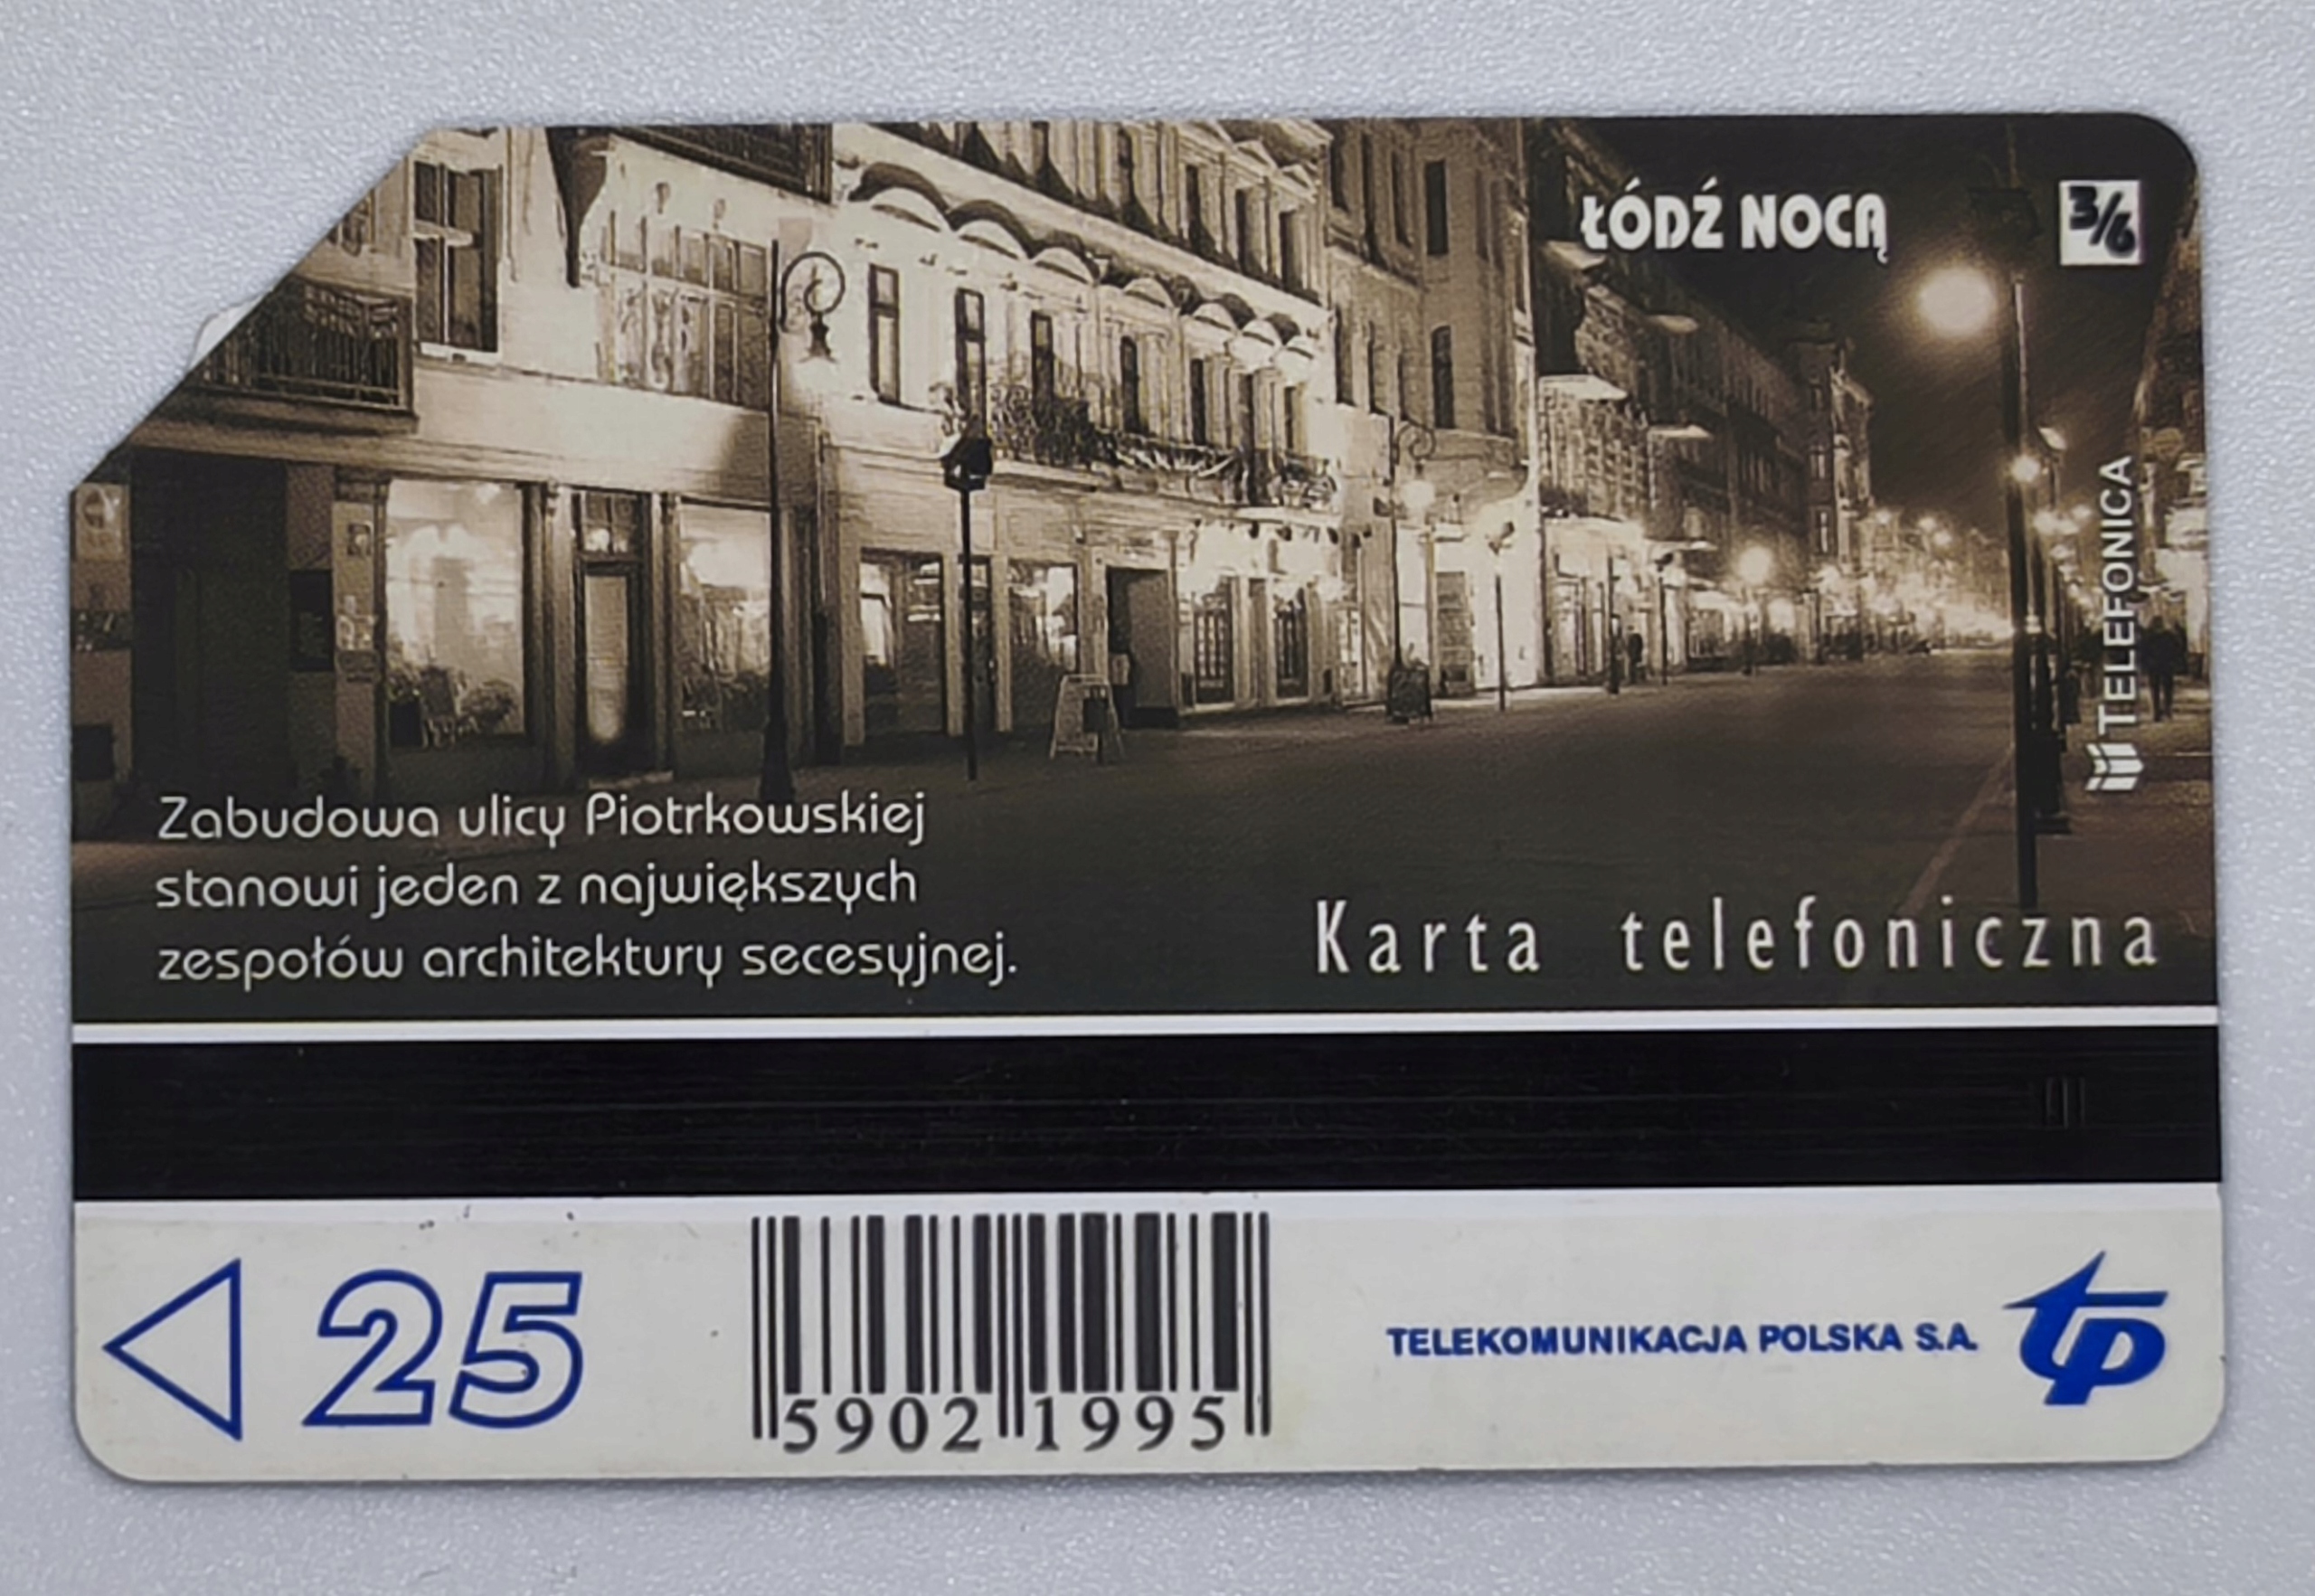 ŁÓDŹ NOCĄ
3/6
TELEFONICA
Zabudowa ulicy Piotrkowskiej
stanowi jeden z największych
zespołów architektury secesyjnej.
Karta telefoniczna
25
5902 1995
TELEKOMUNIKACJA POLSKA S.A.
tp